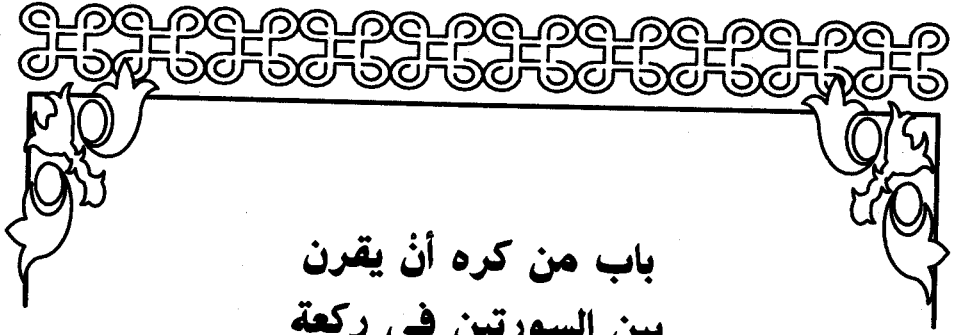 باب من كره أنْ يقرن
بين السورتين في ركعة